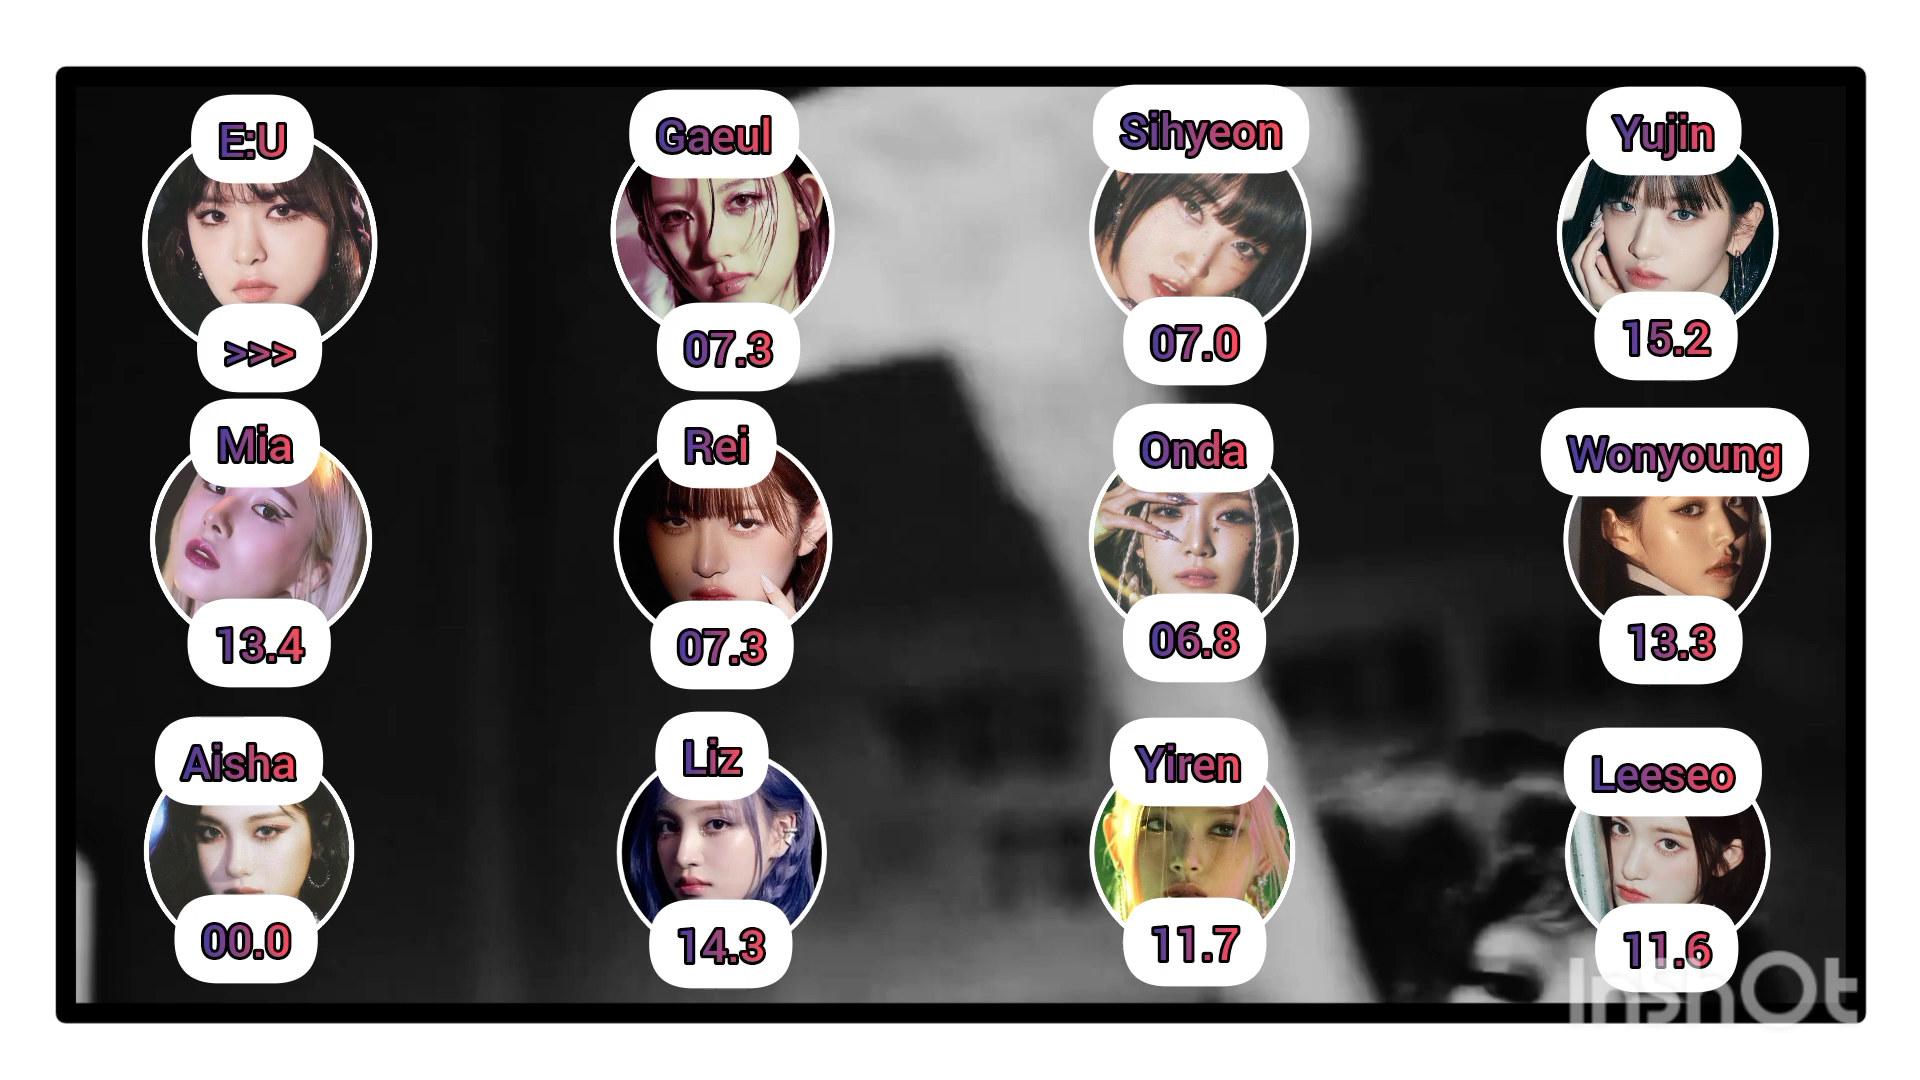 E:U
Gaeul
Sihyeon
Yujin
>>>
07.3
07.0
15.2
Mia
Rei
Onda
Wonyoung
13.4
07.3
06.8
13.3
Aisha
Liz
Yiren
Leeseo
00.0
14.3
11.7
11.6
InShOt